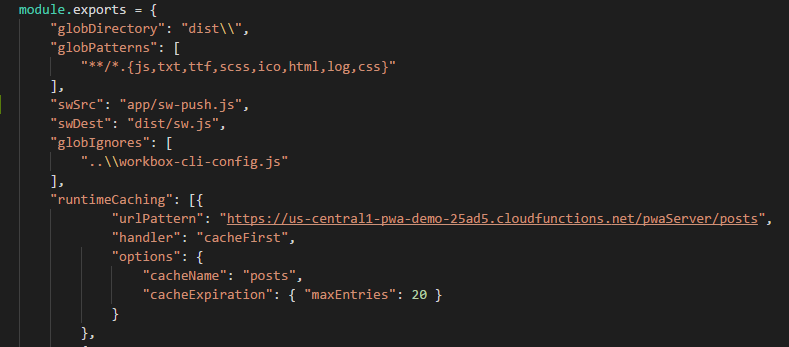 module.exports = {
"globDirectory": "dist\\",
"globPatterns": [
"**/*.{js,txt,ttf,scss,ico,html,log,css}"
],
"swSrc": "app/sw-push.js",
"swDest": "dist/sw.js",
"globIgnores": [
"..\\workbox-cli-config.js"
],
"runtimeCaching": [{
"urlPattern": "https://us-central1-pwa-demo-25ad5.cloudfunctions.net/pwaServer/posts",
"handler": "cacheFirst",
"options": {
"cacheName": "posts",
"cacheExpiration": { "maxEntries": 20 }
}
},